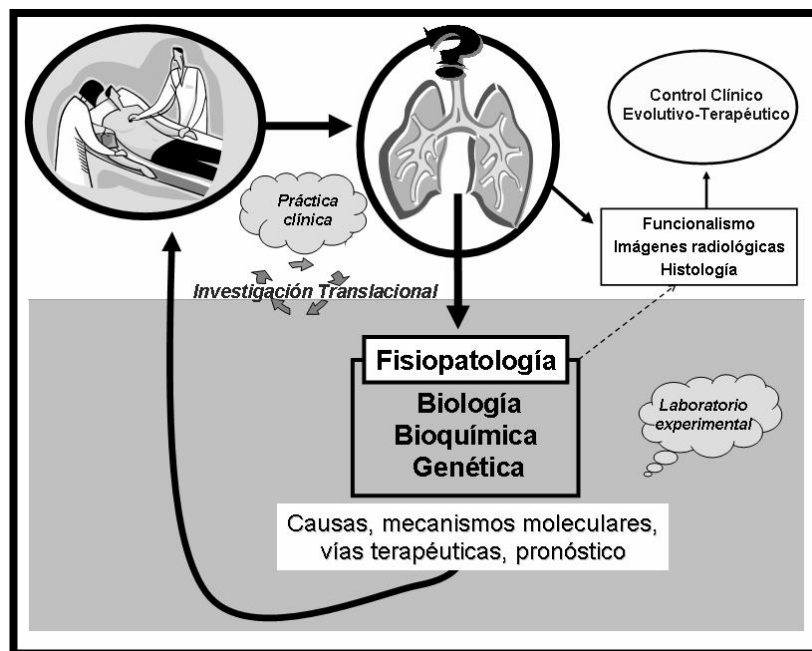 ?
Control Clínico
Evolutivo-Terapéutico
Práctica
clínica
Funcionalismo
Imágenes radiológicas
Histología
Investigación Translacional
Fisiopatología
Biología
Bioquímica
Genética
Laboratorio
experimental
Causas, mecanismos moleculares,
vías terapéuticas, pronóstico